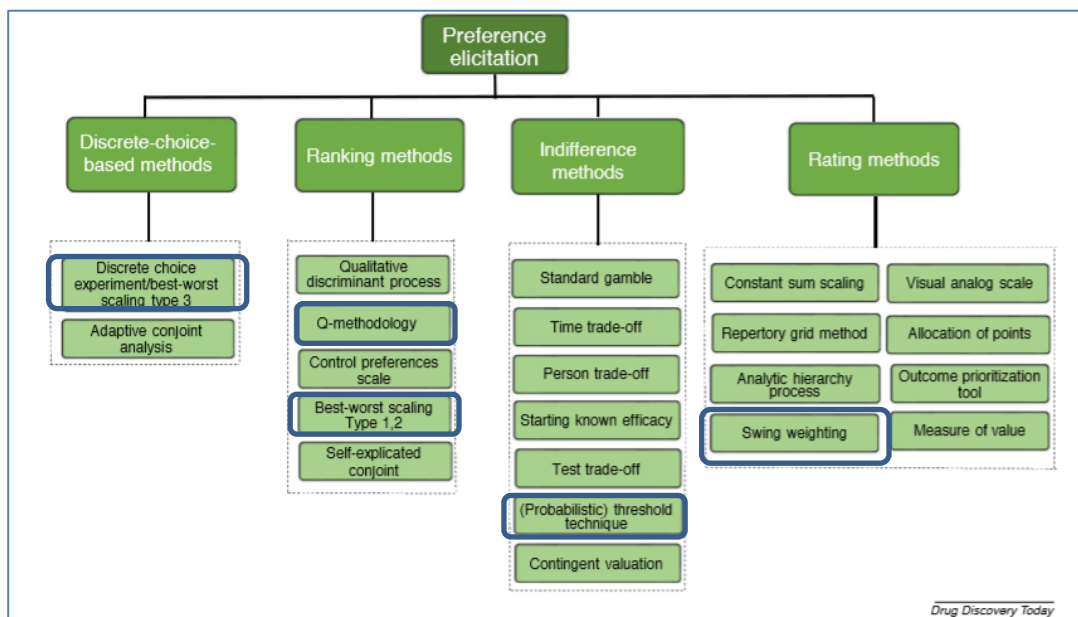 Preference
elicitation
Discrete-choice-
based methods
Ranking methods
Indifference
methods
Rating methods
Discrete choice
experiment/best-worst
scaling type 3
Adaptive conjoint
analysis
Qualitative
discriminant process
Q-methodology
Control preferences
scale
Best-worst scaling
Type 1,2
Self-explicated
conjoint
Standard gamble
Time trade-off
Person trade-off
Starting known efficacy
Test trade-off
(Probabilistic) threshold
technique
Contingent valuation
Constant sum scaling
Repertory grid method
Analytic hierarchy
process
Swing weighting
Visual analog scale
Allocation of points
Outcome prioritization
tool
Measure of value
Drug Discovery Today